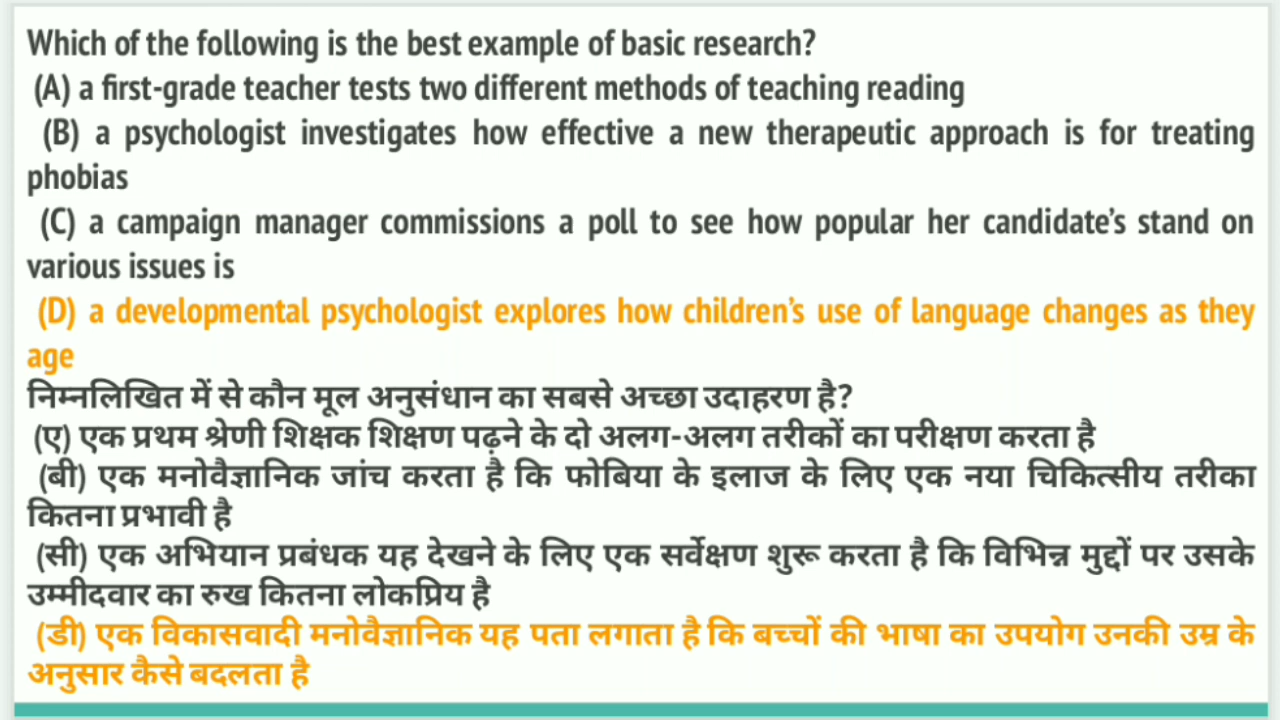 Which of the following is the best example of basic research?
(A) a first-grade teacher tests two different methods of teaching reading
(B) a psychologist investigates how effective a new therapeutic approach is for treating
phobias
(C) a campaign manager commissions a poll to see how popular her candidate’s stand on
various issues is
(D) a developmental psychologist explores how children’s use of language changes as they
age
निम्नलिखित में से कौन मूल अनुसंधान का सबसे अच्छा उदाहरण है?
(ए) एक प्रथम श्रेणी शिक्षक शिक्षण पढ़ने के दो अलग-अलग तरीकों का परीक्षण करता है
(बी) एक मनोवैज्ञानिक जांच करता है कि फोबिया के इलाज के लिए एक नया चिकित्सीय तरीका
कितना प्रभावी है
(सी) एक अभियान प्रबंधक यह देखने के लिए एक सर्वेक्षण शुरू करता है कि विभिन्न मुद्दों पर उसके
उम्मीदवार का रुख कितना लोकप्रिय है
(डी) एक विकासवादी मनोवैज्ञानिक यह पता लगाता है कि बच्चों की भाषा का उपयोग उनकी उम्र के
अनुसार कैसे बदलता है